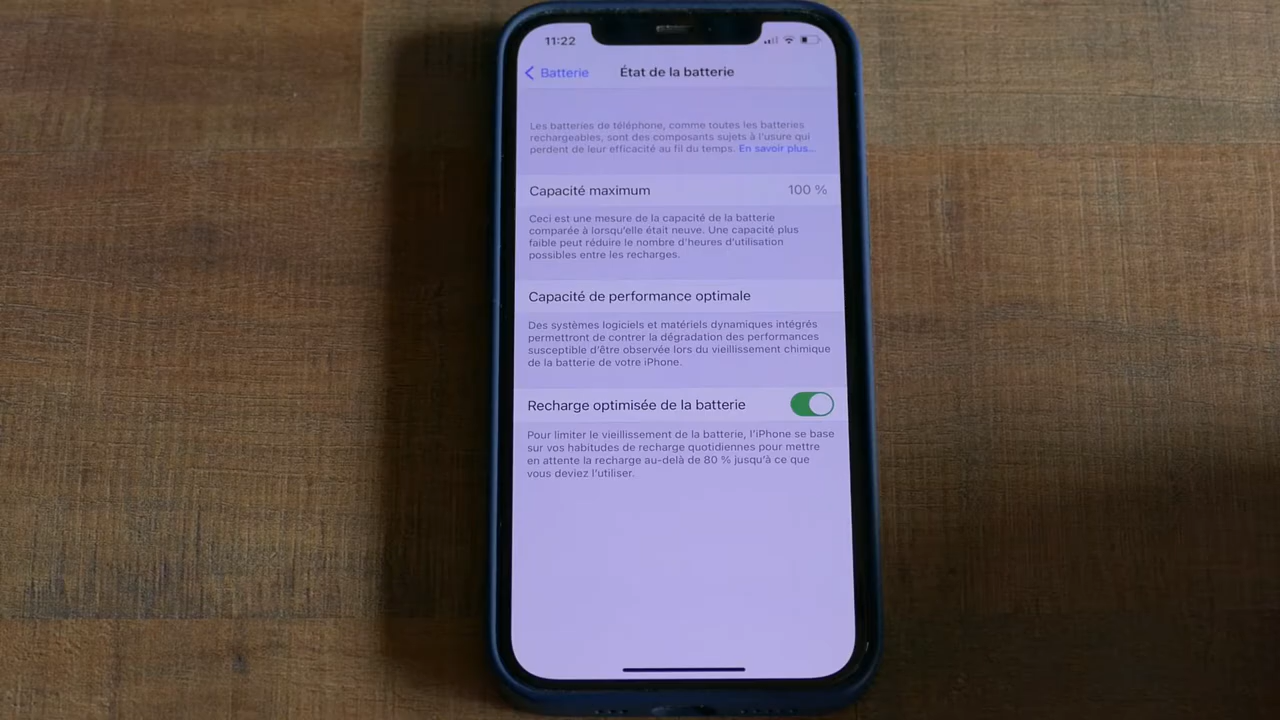 11:22
Batterie
État de la batterie
Les batteries de téléphone, comme toutes les batteries
rechargeables, sont des composants sujets à l'usure qui
perdent de leur efficacité au fil du temps. En savoir plus...
Capacité maximum
100 %
Ceci est une mesure de la capacité de la batterie
comparée à lorsqu'elle était neuve. Une capacité plus
faible peut réduire le nombre d'heures d'utilisation
possibles entre les recharges.
Capacité de performance optimale
Des systèmes logiciels et matériels dynamiques intégrés
permettront de contrer la dégradation des performances
susceptible d'être observée lors du vieillissement chimique
de la batterie de votre iPhone.
Recharge optimisée de la batterie
Pour limiter le vieillissement de la batterie, l'iPhone se base
sur vos habitudes de recharge quotidiennes pour mettre
en attente la recharge au-delà de 80 % jusqu'à ce que
vous deviez l'utiliser.